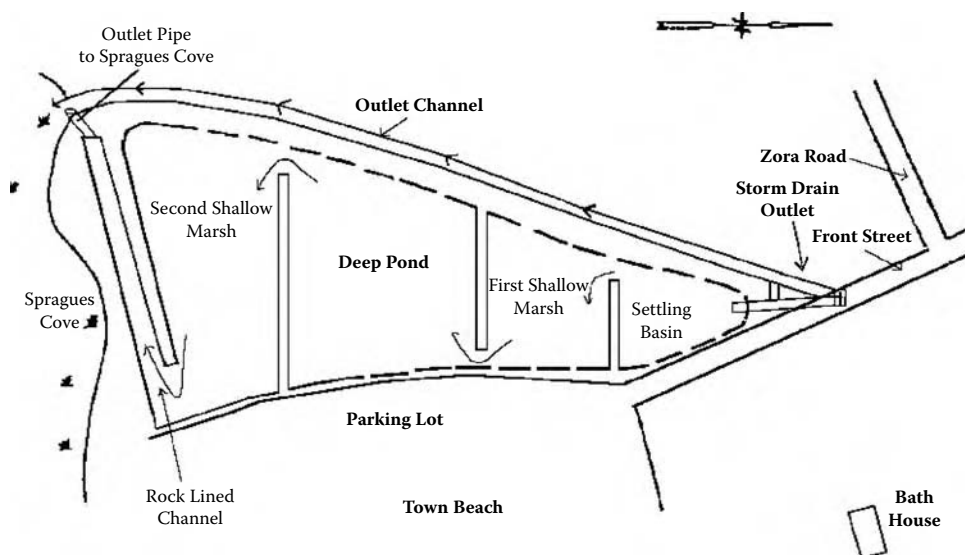 Outlet Pipe
to Spragues Cove
Outlet Channel
Zora Road
Storm Drain
Outlet
Front Street
Second Shallow
Marsh
Deep Pond
First Shallow
Marsh
Settling
Basin
Spragues
Cove
Parking Lot
Rock Lined
Channel
Town Beach
Bath
House